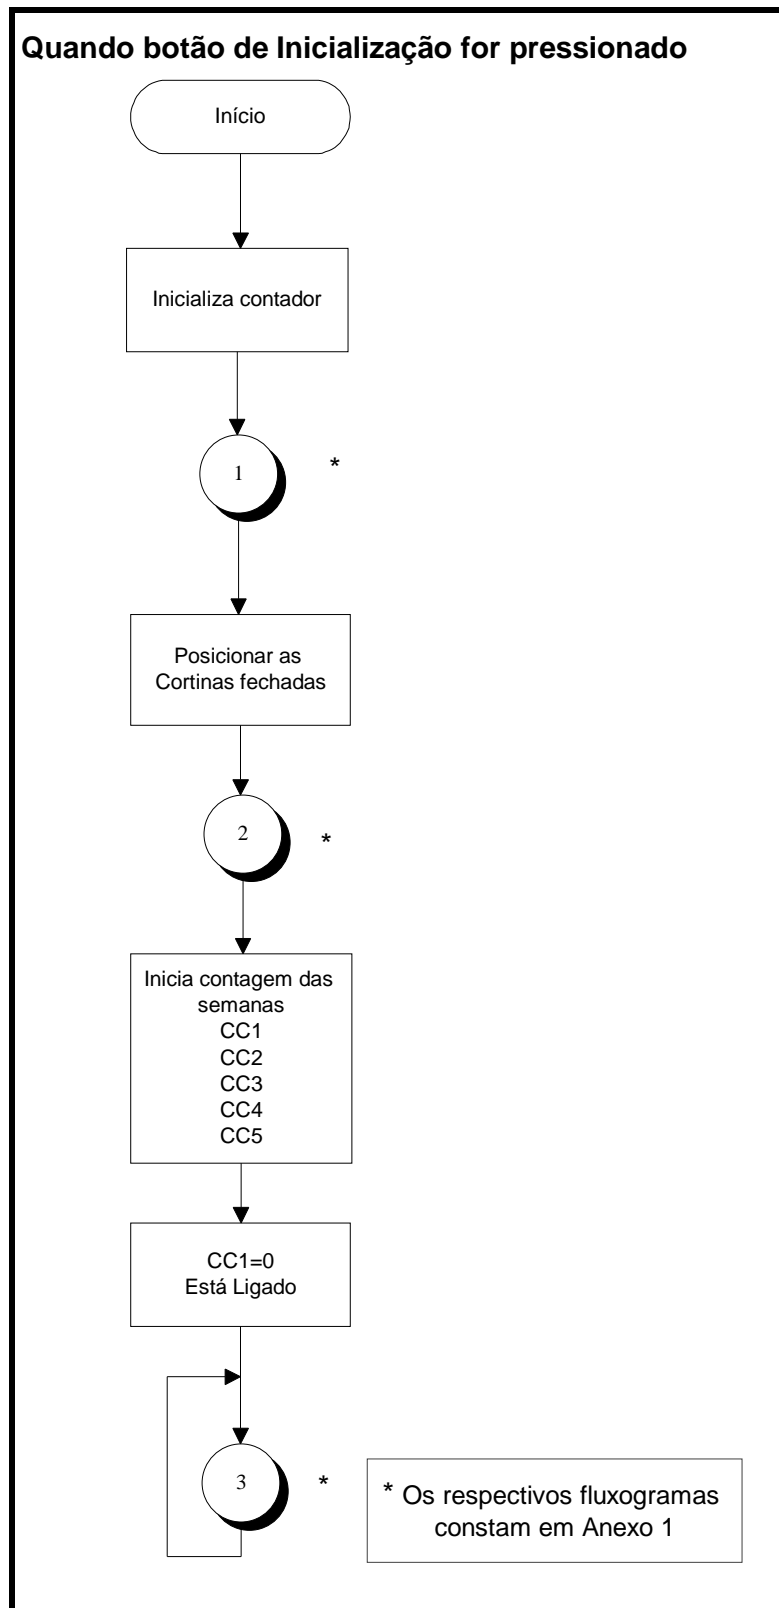 Quando botão de Inicialização for pressionado
Início
Inicializa contador
1
*
Posicionar as
Cortinas fechadas
2
*
Inicia contagem das
semanas
CC1
CC2
CC3
CC4
CC5
CC1=0
Está Ligado
3
*
* Os respectivos fluxogramas
constam em Anexo 1